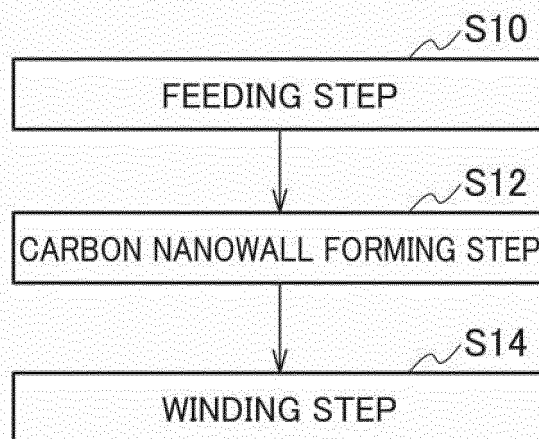 S10
FEEDING STEP
S12
CARBON NANOWALL FORMING STEP
S14
WINDING STEP